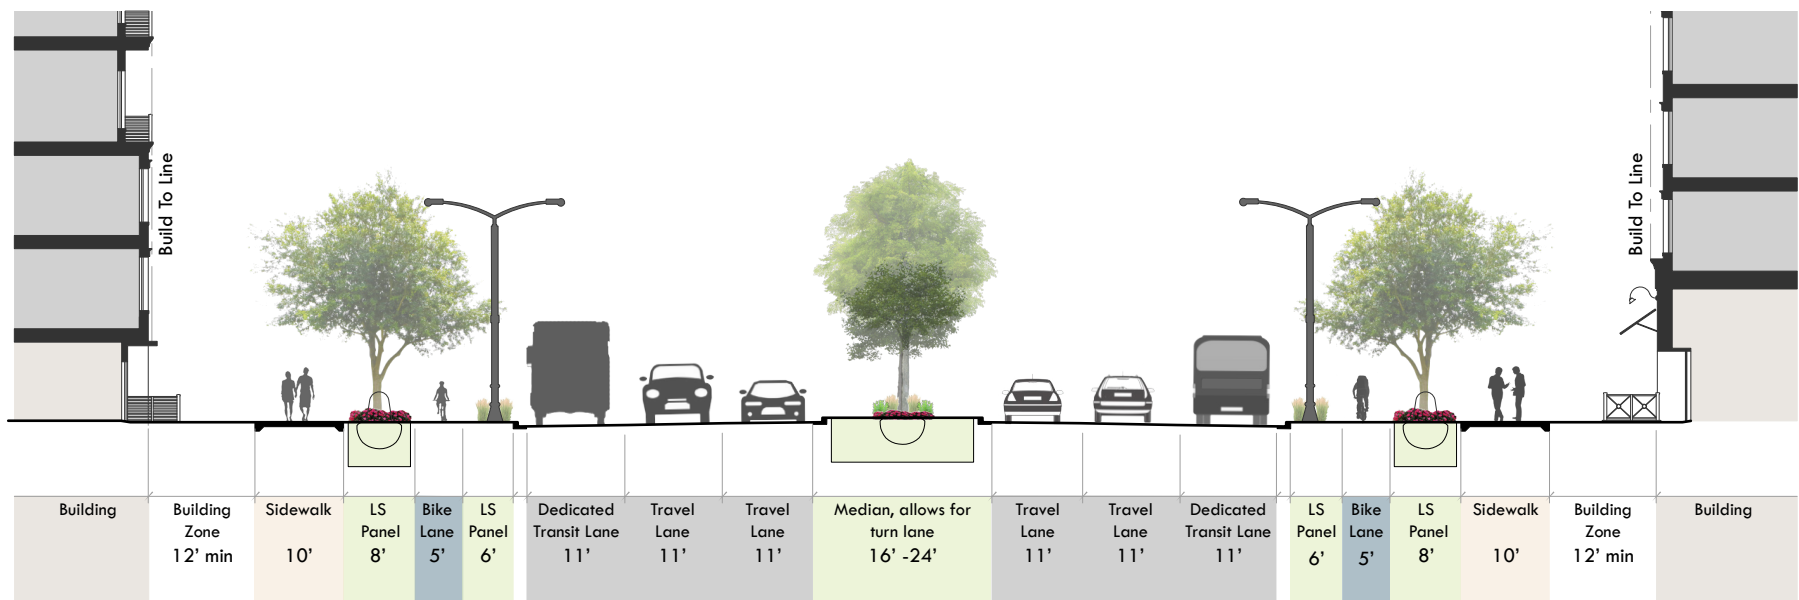 Build To Line
Build To Line
Building
Building
Zone
12’ min
Sidewalk
10’
LS
Panel
8’
Bike
Lane
5’
LS
Panel
6’
Dedicated
Transit Lane
11’
Travel
Lane
11’
Travel
Lane
11’
Median, allows for
turn lane
16’ -24’
Travel
Lane
11’
Travel
Lane
11’
Dedicated
Transit Lane
11’
LS
Panel
6’
Bike
Lane
5’
LS
Panel
8’
Sidewalk
10’
Building
Zone
12’ min
Building